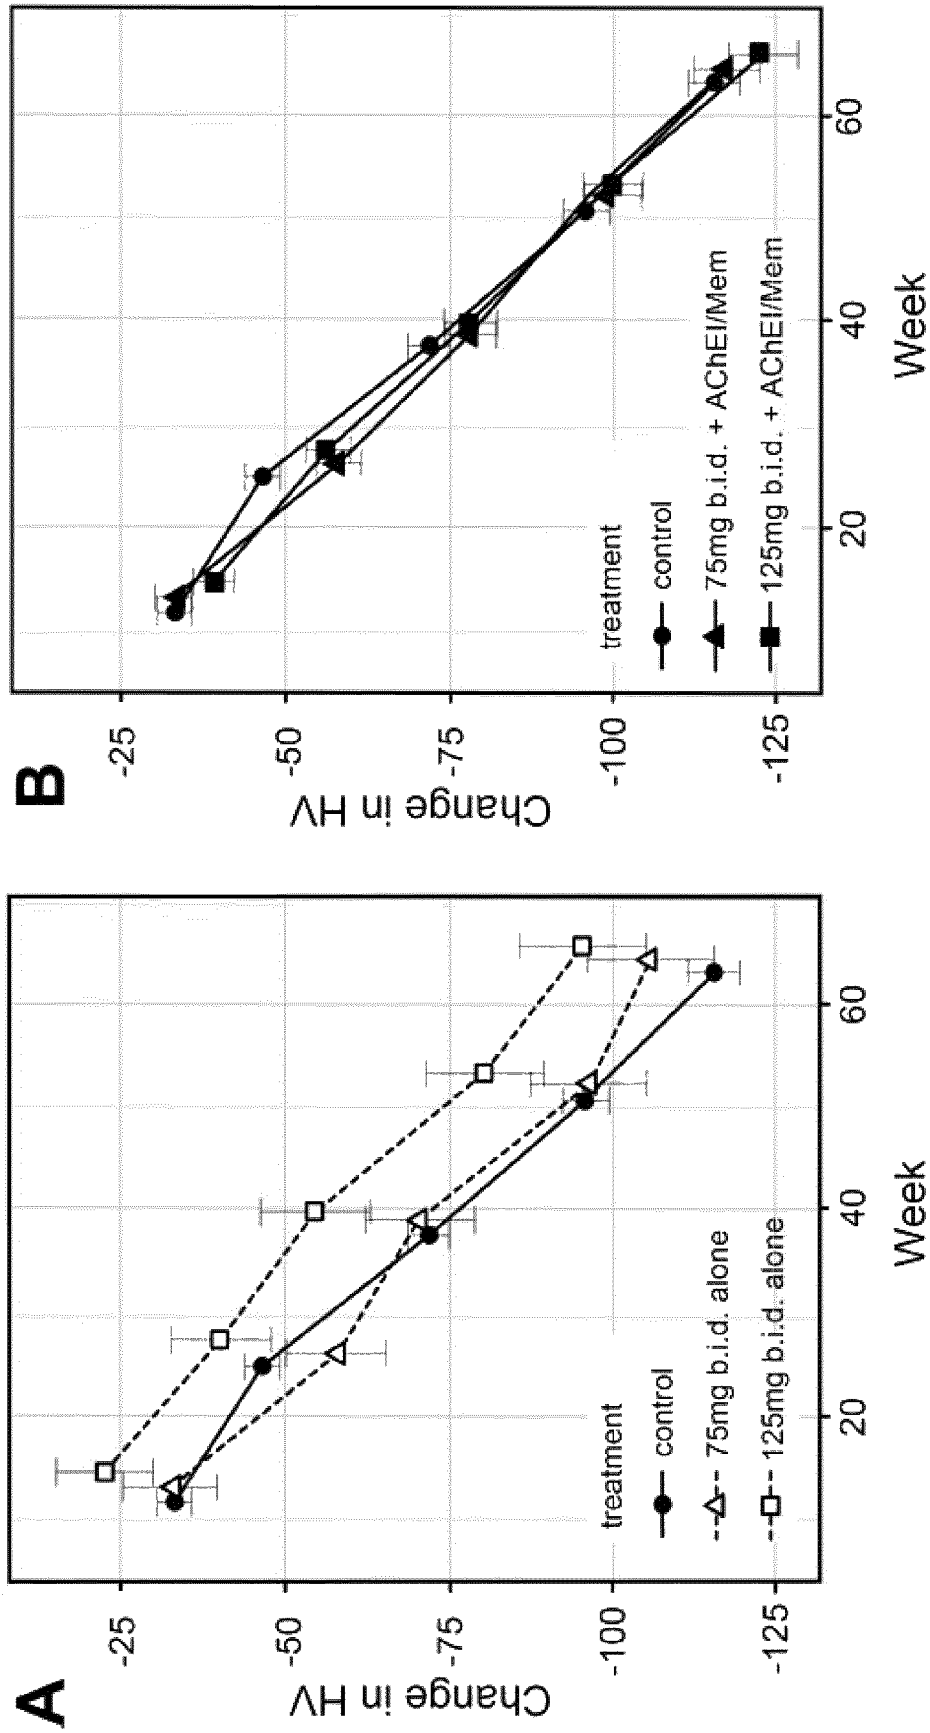 A
Change in HV
-25
-50
-75
-100
-125
20
40
60
Week
treatment
control
75mg b.i.d. alone
125mg b.i.d. alone
B
Change in HV
-25
-50
-75
-100
-125
20
40
60
Week
treatment
control
75mg b.i.d. + AChEI/Mem
125mg b.i.d. + AChEI/Mem